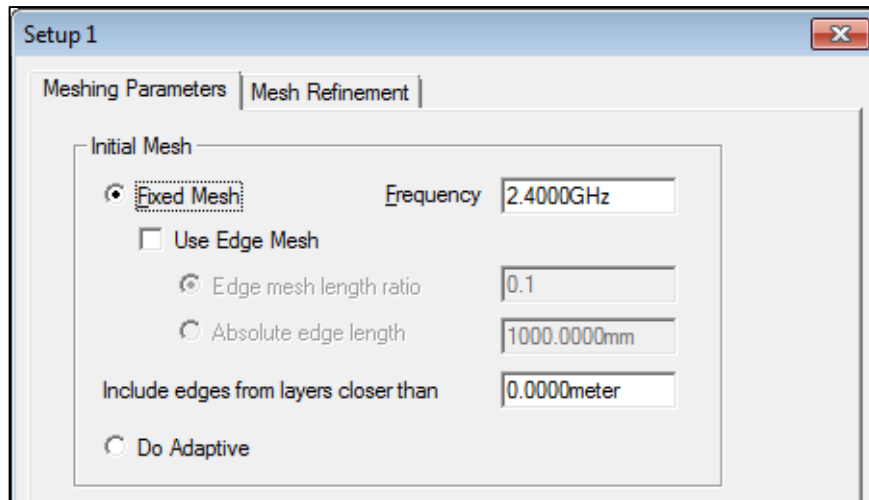 Setup 1
Meshing Parameters Mesh Refinement
Initial Mesh
Fixed Mesh Frequency 2.4000GHz
Use Edge Mesh
Edge mesh length ratio 0.1
Absolute edge length 1000.0000mm
Include edges from layers closer than 0.0000meter
Do Adaptive